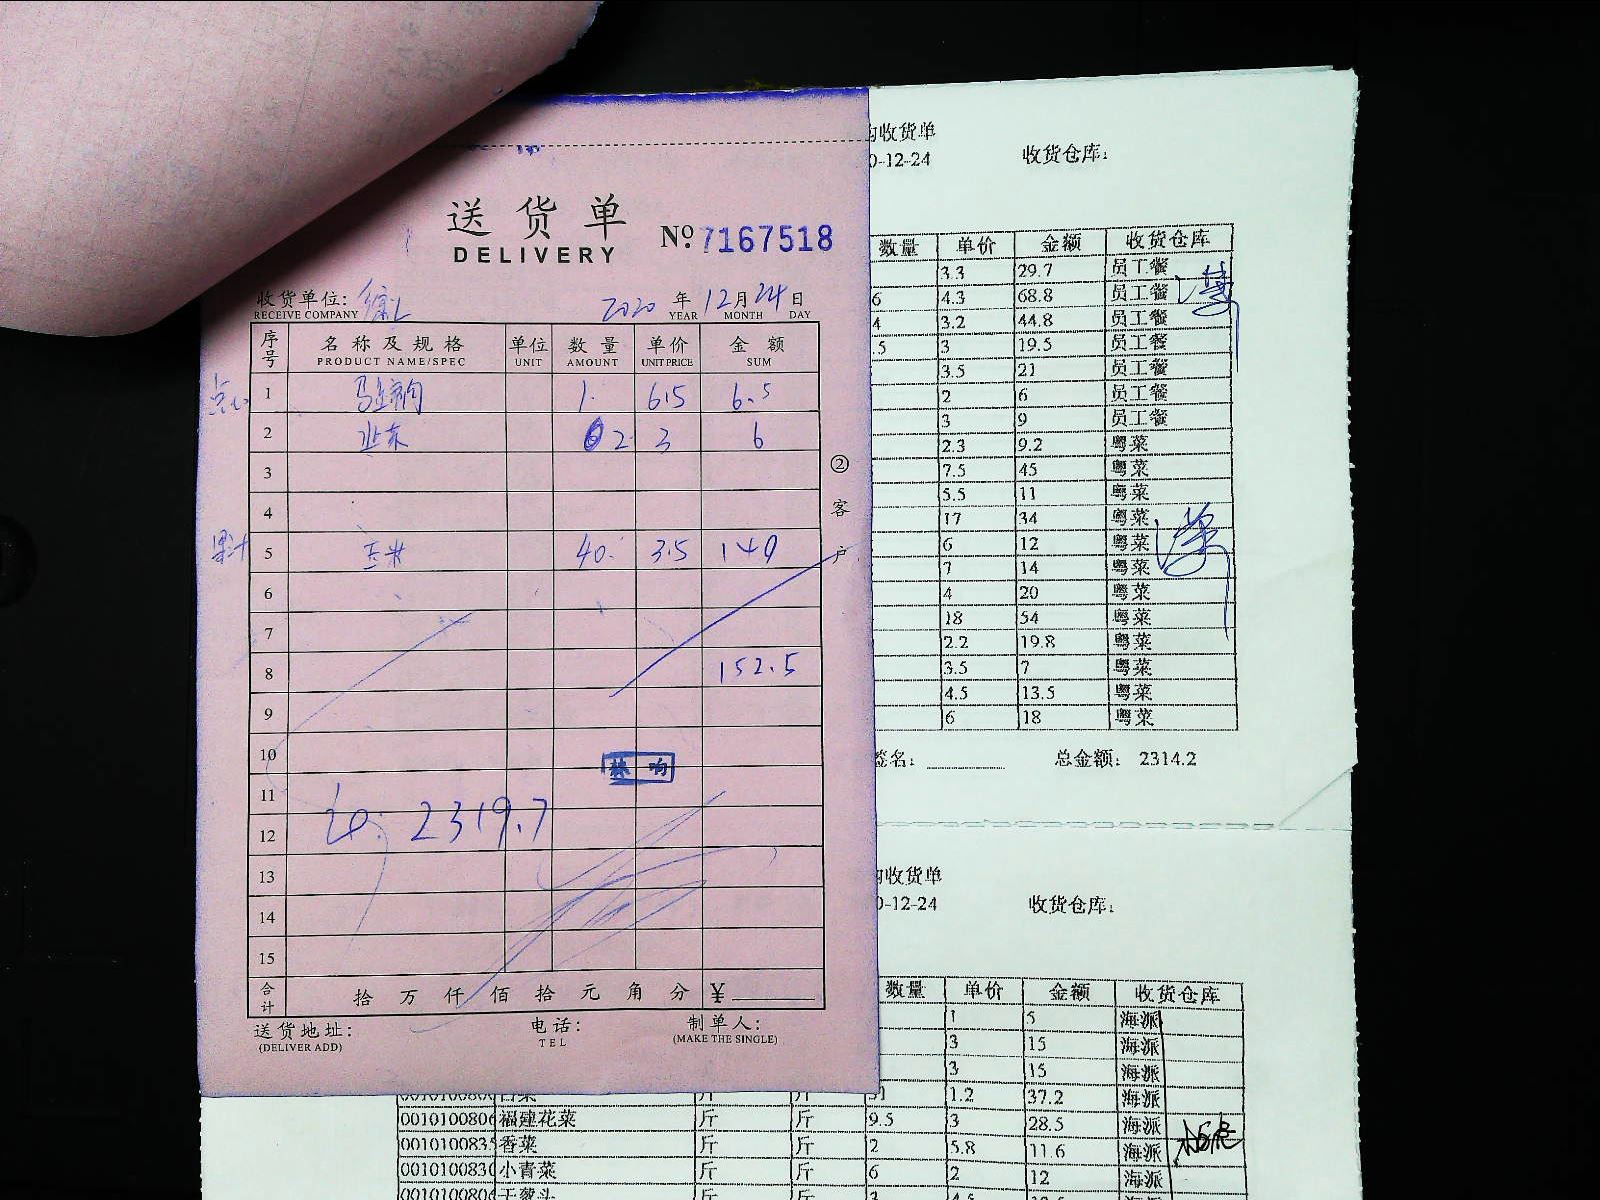 送货单
DELIVERY
No. 7167518
收货单位:
RECEIVE COMPANY
2020 年 12 月 24 日
YEAR MONTH DAY
序号 名称及规格 单位 数量 单价 金额
PRODUCT NAME/SPEC UNIT AMOUNT UNIT PRICE SUM
点心 1 1. 6.5 6.5
2 2 3 6
3
4
果汁 5 玉米 40. 3.5 140
6
7
8 152.5
9
10
11
12 2319.7
13
14
15
合计 拾 万 仟 佰 拾 元 角 分 ¥
送货地址: 电话: 制单人:
(DELIVER ADD) TEL (MAKE THE SINGLE)
②客户
收货单
0-12-24 收货仓库:
数量 单价 金额 收货仓库
3.3 29.7 员工餐
6 4.3 68.8 员工餐
4 3.2 44.8 员工餐
.5 3 19.5 员工餐
3.5 21 员工餐
2 6 员工餐
3 9 员工餐
2.3 9.2 粤菜
7.5 45 粤菜
5.5 11 粤菜
17 34 粤菜
6 12 粤菜
7 14 粤菜
4 20 粤菜
18 54 粤菜
2.2 19.8 粤菜
3.5 7 粤菜
4.5 13.5 粤菜
6 18 粤菜
签名: 总金额: 2314.2
收货单
0-12-24 收货仓库:
数量 单价 金额 收货仓库
1 5 海派
3 15 海派
3 15 海派
1.2 37.2 海派
0010100806 福建花菜 斤 斤 9.5 3 28.5 海派
001010083 香菜 斤 斤 2 5.8 11.6 海派
001010083 小青菜 斤 斤 6 2 12 海派